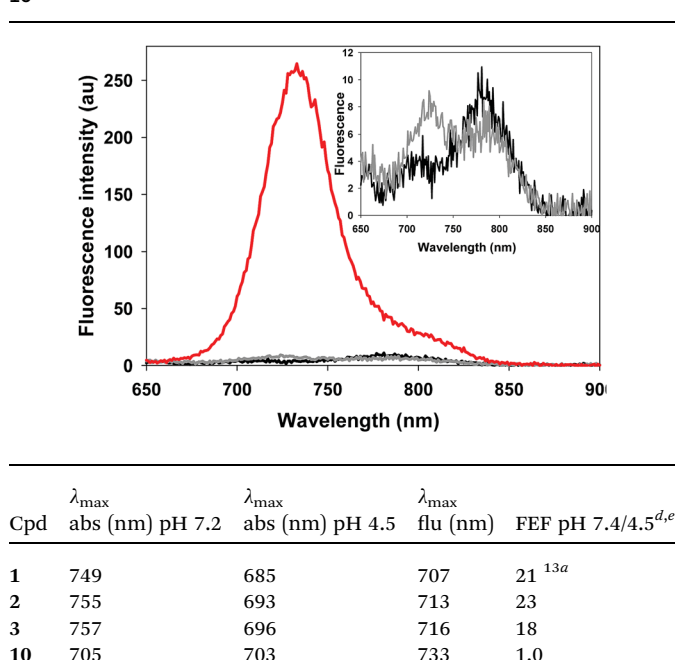 250
200
150
100
50
0
Fluorescence intensity (au)
650 700 750 800 850
Wavelength (nm)
12
10
8
6
4
2
0
Fluorescence
650 700 750 800 850 900
Wavelength (nm)
λmax λmax λmax
Cpd abs (nm) pH 7.2 abs (nm) pH 4.5 flu (nm) FEF pH 7.4/4.5d,e
1 749 685 707 21 13a
2 755 693 713 23
3 757 696 716 18
10 705 703 733 1.0